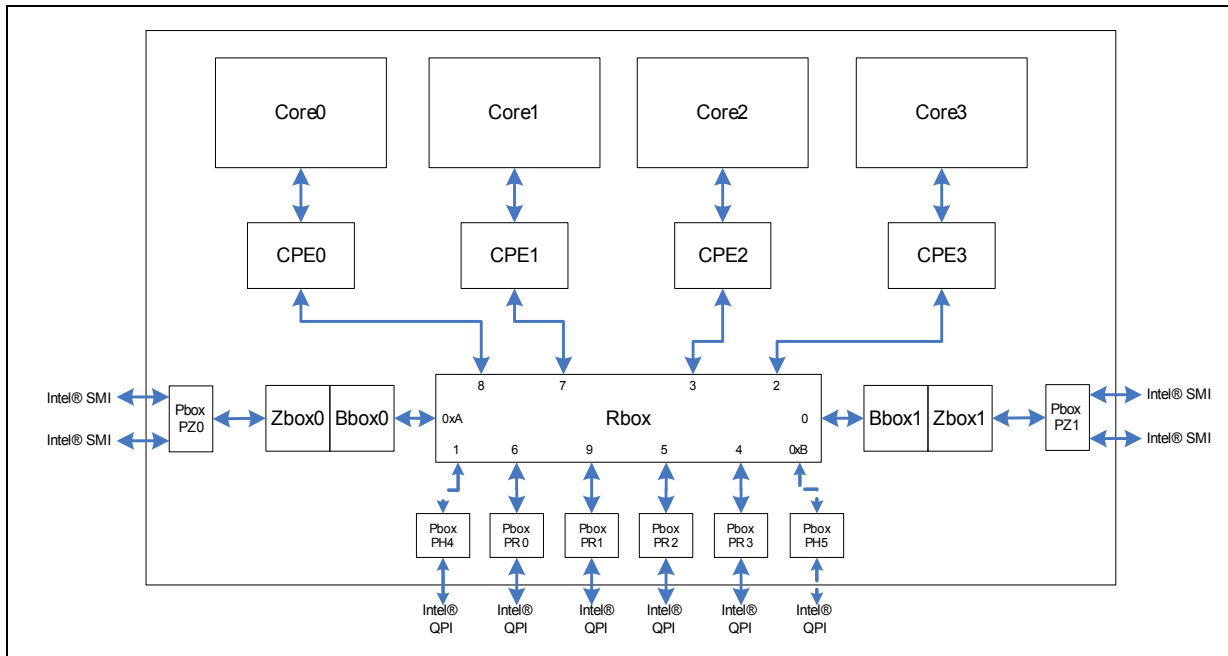 Core0
Core1
Core2
Core3
CPE0
CPE1
CPE2
CPE3
8
7
3
2
Intel® SMI
Intel® SMI
Pbox
PZ0
Zbox0
Bbox0
0xA
Rbox
0
Bbox1
Zbox1
Pbox
PZ1
Intel® SMI
Intel® SMI
1
6
9
5
4
0xB
Pbox
PH4
Pbox
PR0
Pbox
PR1
Pbox
PR2
Pbox
PR3
Pbox
PH5
Intel®
QPI
Intel®
QPI
Intel®
QPI
Intel®
QPI
Intel®
QPI
Intel®
QPI